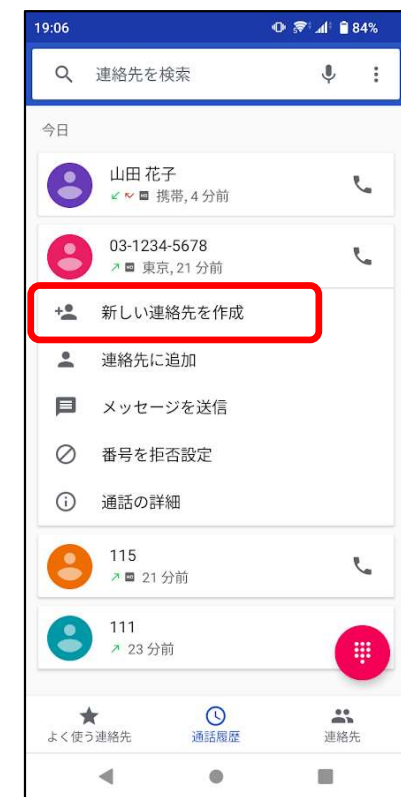 19:06
84%
連絡先を検索
今日
山田 花子
携帯, 4 分前
03-1234-5678
東京, 21 分前
新しい連絡先を作成
連絡先に追加
メッセージを送信
番号を拒否設定
通話の詳細
115
21 分前
111
23 分前
よく使う連絡先
通話履歴
連絡先